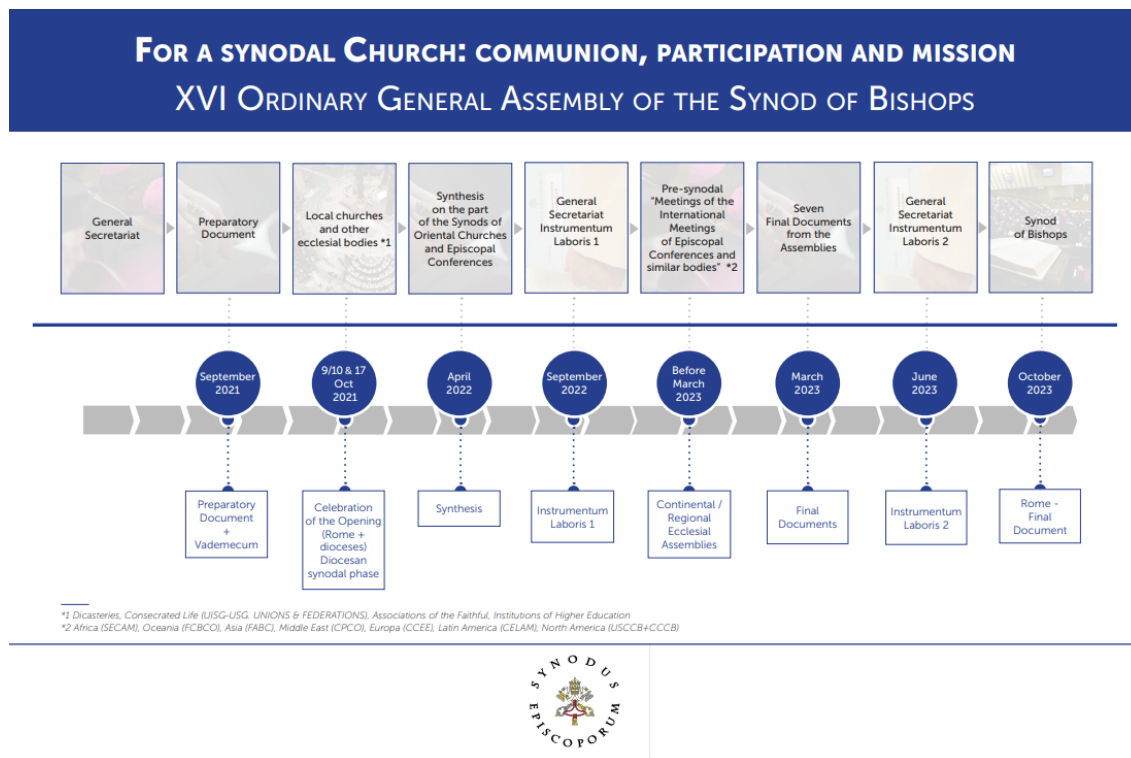 FOR A SYNODAL CHURCH: COMMUNION, PARTICIPATION AND MISSION
XVI ORDINARY GENERAL ASSEMBLY OF THE SYNOD OF BISHOPS
General
Secretariat
Preparatory
Document
Local churches
and other
ecclesial bodies *1
Synthesis
on the part
of the Synods of
Oriental Churches
and Episcopal
Conferences
General
Secretariat
Instrumentum
Laboris 1
Pre-synodal
“Meetings of the
International
Meetings
of Episcopal
Conferences and
similar bodies” *2
Seven
Final Documents
from the
Assemblies
General
Secretariat
Instrumentum
Laboris 2
Synod
of Bishops
September
2021
9/10 & 17
Oct
2021
April
2022
September
2022
Before
March
2023
March
2023
June
2023
October
2023
Preparatory
Document
+
Vademecum
Celebration
of the Opening
(Rome +
dioceses)
Diocesan
synodal phase
Synthesis
Instrumentum
Laboris 1
Continental /
Regional
Ecclesial
Assemblies
Final
Documents
Instrumentum
Laboris 2
Rome -
Final
Document
*1 Dicasteries, Consecrated Life (UISG-USG. UNIONS & FEDERATIONS), Associations of the Faithful, Institutions of Higher Education
*2 Africa (SECAM), Oceania (FCBCO), Asia (FABC), Middle East (CPCO), Europa (CCEE), Latin America (CELAM), North America (USCCB+CCCB)
SYNODUS
EPISCOPORUM